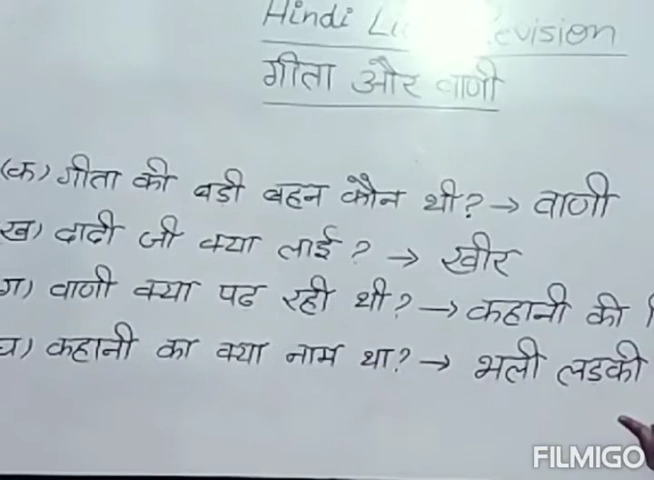 Hindi
गीता और वाणी
(क) गीता की बडी बहन कौन थी? → वाणी
ख) दादी जी क्या लाई? → खीर
ग) वाणी क्या पढ रही थी? → कहानी की
घ) कहानी का क्या नाम था? → भली लडकी
FILMIGO